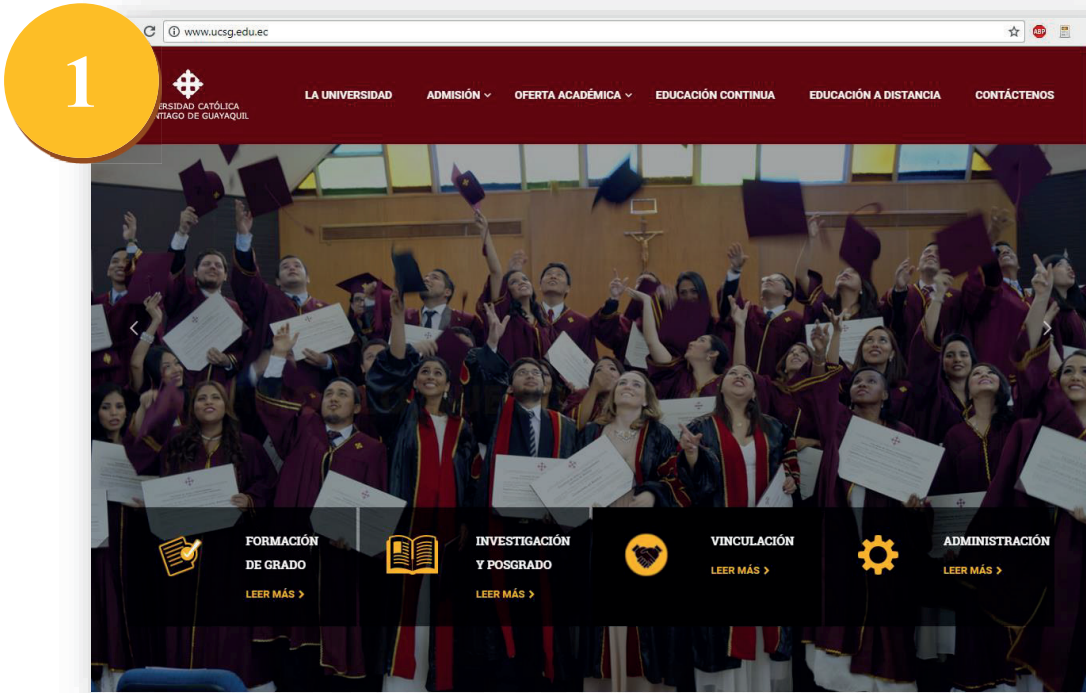 1
www.ucsg.edu.ec
ABP
ERSIDAD CATÓLICA
NTIAGO DE GUAYAQUIL
LA UNIVERSIDAD
ADMISIÓN
OFERTA ACADÉMICA
EDUCACIÓN CONTINUA
EDUCACIÓN A DISTANCIA
CONTÁCTENOS
FORMACIÓN
DE GRADO
LEER MÁS >
INVESTIGACIÓN
Y POSGRADO
LEER MÁS >
VINCULACIÓN
LEER MÁS >
ADMINISTRACIÓN
LEER MÁS >